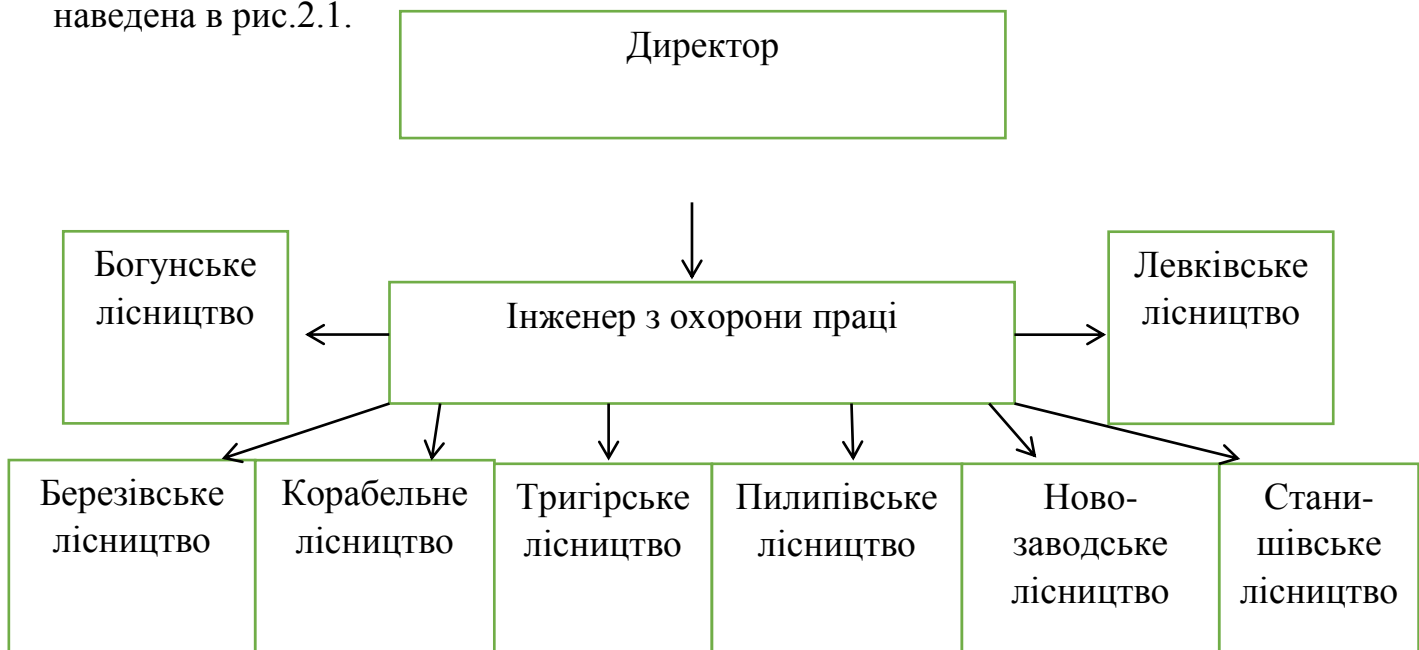 наведена в рис.2.1.
Директор
Богунське
лісництво
Інженер з охорони праці
Левківське
лісництво
Березівське
лісництво
Корабельне
лісництво
Тригірське
лісництво
Пилипівське
лісництво
Ново-
заводське
лісництво
Стани-
шівське
лісництво